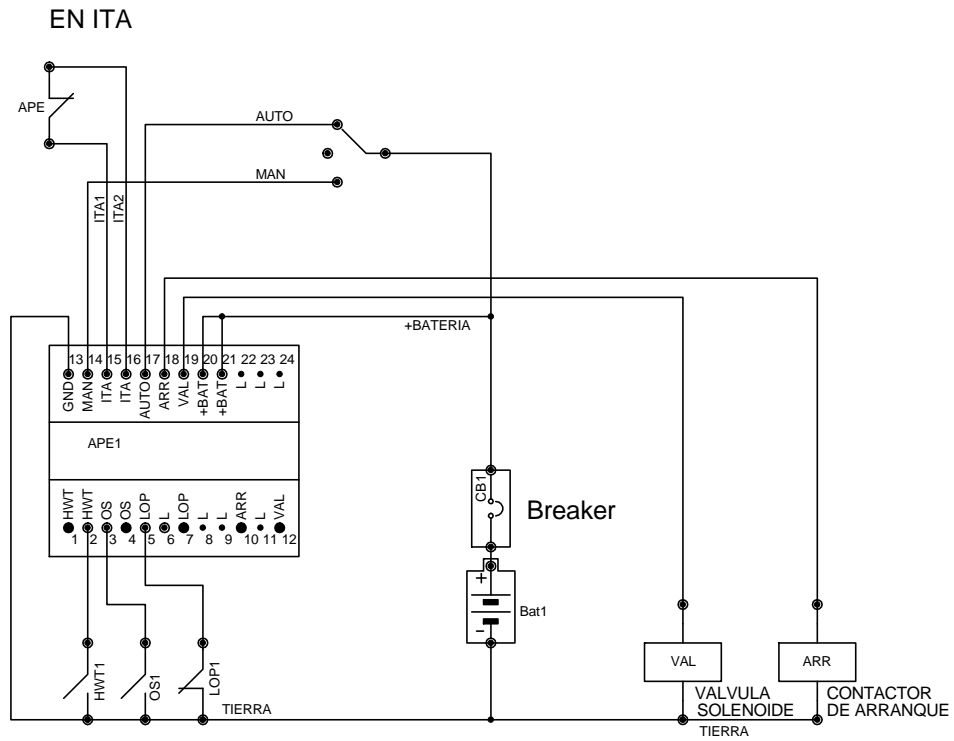 EN ITA
APE
AUTO
MAN
ITA1
ITA2
+BATERIA
13 14 15 16 17 18 19 20 21 22 23 24
GND MAN ITA ITA AUTO ARR VAL +BAT +BAT L L L
APE1
HWT HWT OS OS LOP L LOP L L ARR L VAL
1 2 3 4 5 6 7 8 9 10 11 12
CB1
Breaker
+
Bat1
-
HWT1
OS1
LOP1
TIERRA
VAL
ARR
VALVULA
SOLENOIDE
CONTACTOR
DE ARRANQUE
TIERRA